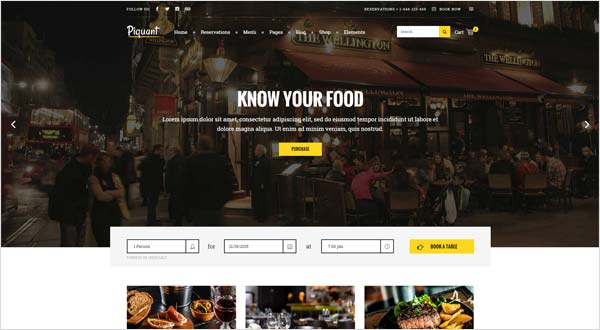 FOLLOW US
RESERVATIONS + 1-444-123-459 BOOK NOW
Piquant
Home Reservations Menu Pages Blog Shop Elements
Search...
Cart
THE WELLINGTON
THE WELLINGTON
KNOW YOUR FOOD
Lorem ipsum dolor sit amet, consectetur adipiscing elit, sed do eiusmod tempor incididunt ut labore et
dolore magna aliqua. Ut enim ad minim veniam, quis nostrud.
PURCHASE
1 Person for 11/19/2015 at 7:00 pm BOOK A TABLE
POWERED BY OPENTABLE